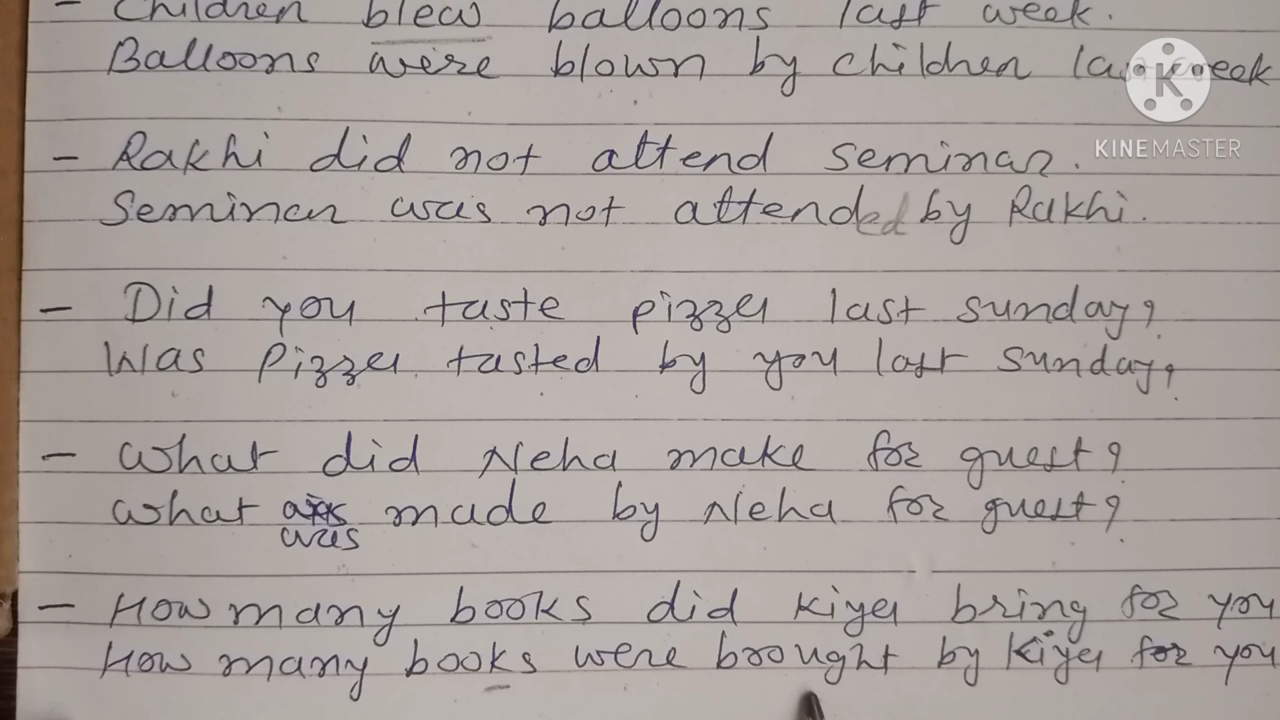 - Children blew balloons last week.
Balloons were blown by children last week
KINEMASTER
- Rakhi did not attend seminar.
Seminar was not attended by Rakhi.
- Did you taste pizza last sunday?
Was Pizza tasted by you last sunday?
- What did Neha make for guest?
What was made by Neha for guest?
- How many books did Kiya bring for you
How many books were brought by Kiya for you